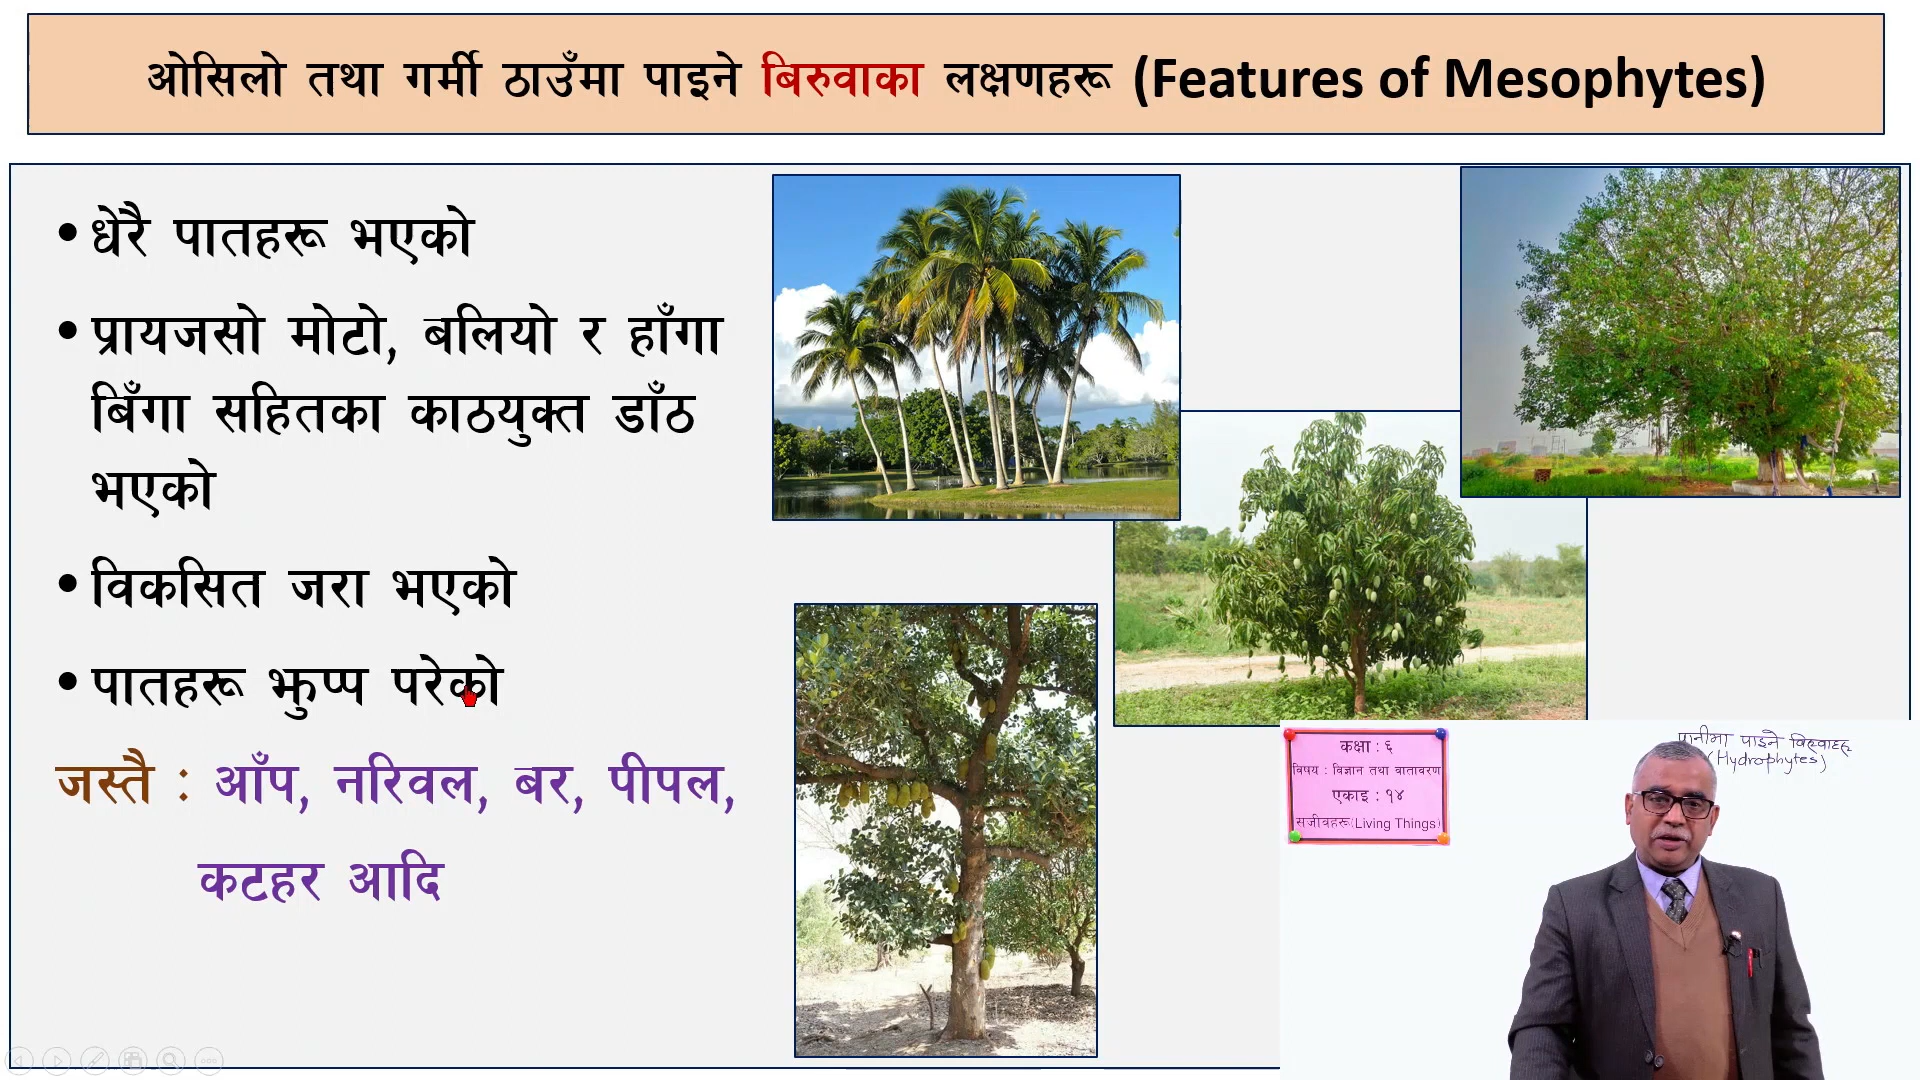 ओसिलो तथा गर्मी ठाउँमा पाइने बिरुवाका लक्षणहरू (Features of Mesophytes)
• धेरै पातहरू भएको
• प्रायजसो मोटो, बलियो र हाँगा
बिँगा सहितका काठयुक्त डाँठ
भएको
• विकसित जरा भएको
• पातहरू झुप्प परेको
जस्तै : आँप, नरिवल, बर, पीपल,
कटहर आदि
कक्षा : ६
विषय : विज्ञान तथा वातावरण
एकाइ : १४
सजीवहरू(Living Things)
पानीमा पाइने विरुवाहरू
(Hydrophytes)